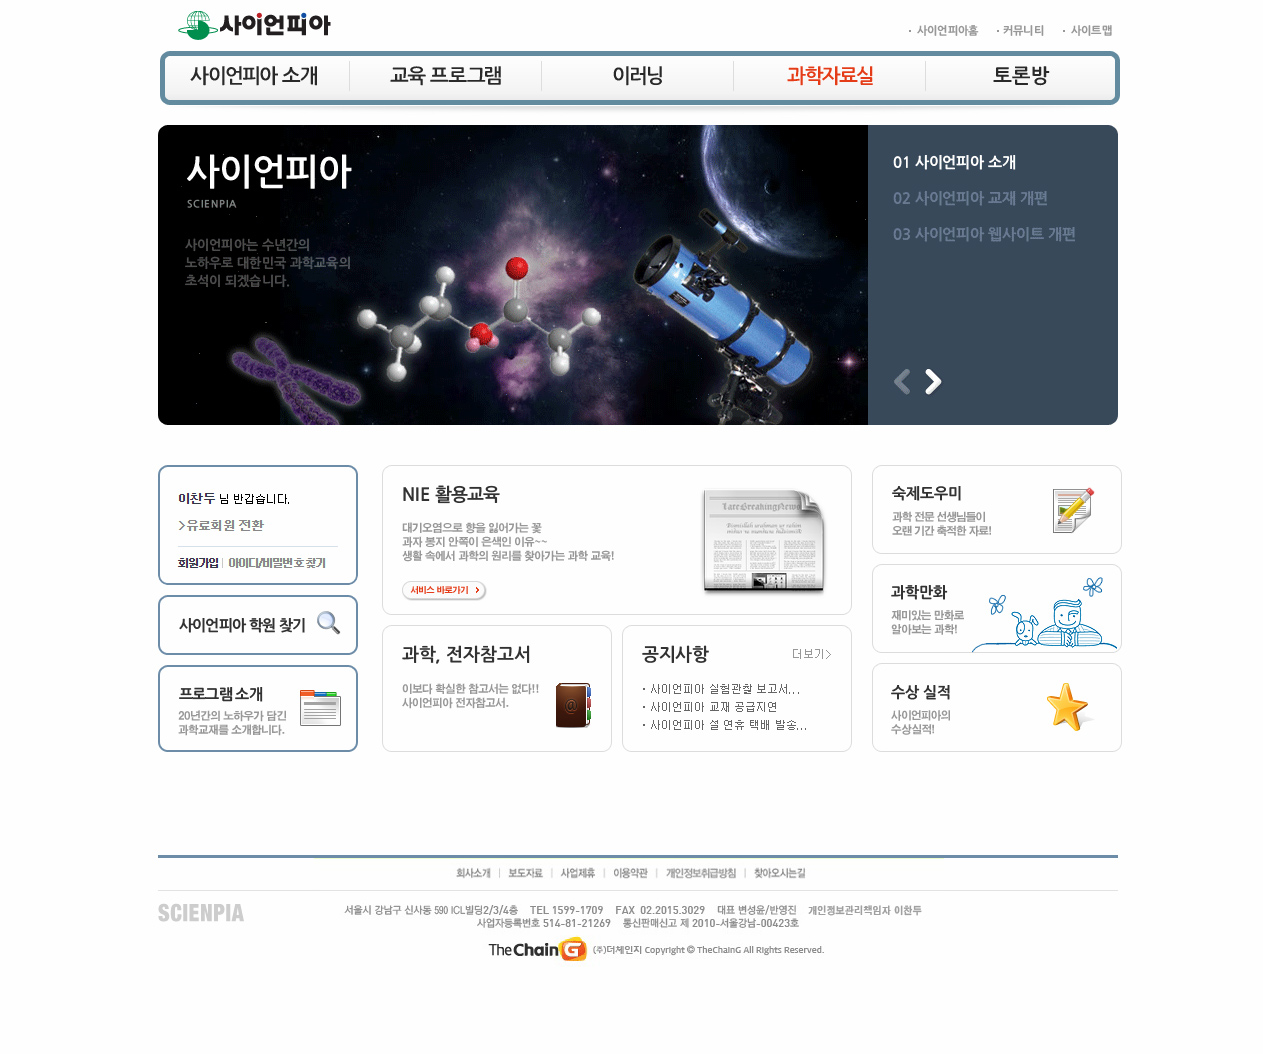 사이언피아
사이언피아홈
커뮤니티
사이트맵
사이언피아 소개
교육 프로그램
이러닝
과학자료실
토론방
사이언피아
SCIENPIA
사이언피아는 수년간의
노하우로 대한민국 과학교육의
초석이 되겠습니다.
01 사이언피아 소개
02 사이언피아 교재 개편
03 사이언피아 웹사이트 개편
이찬두 님 반갑습니다.
>유료회원 전환
회원가입 | 아이디/비밀번호 찾기
사이언피아 학원 찾기
프로그램 소개
20년간의 노하우가 담긴
과학교재를 소개합니다.
NIE 활용교육
대기오염으로 향을 잃어가는 꽃
과자 봉지 안쪽이 은색인 이유~~
생활 속에서 과학의 원리를 찾아가는 과학 교육!
서비스 바로가기 >
과학, 전자참고서
이보다 확실한 참고서는 없다!!
사이언피아 전자참고서.
공지사항
더보기>
· 사이언피아 실험관찰 보고서...
· 사이언피아 교재 공급지연
· 사이언피아 설 연휴 택배 발송...
숙제도우미
과학 전문 선생님들이
오랜 기간 축적한 자료!
과학만화
재미있는 만화로
알아보는 과학!
수상 실적
사이언피아의
수상실적!
회사소개 | 보도자료 | 사업제휴 | 이용약관 | 개인정보취급방침 | 찾아오시는길
SCIENPIA
서울시 강남구 신사동 590 ICL빌딩2/3/4층 TEL 1599-1709 FAX 02.2015.3029 대표 변성윤/반영진 개인정보관리책임자 이찬두
사업자등록번호 514-81-21269 통신판매신고 제 2010-서울강남-00423호
The Chain G (주)더체인지 Copyright © TheChainG All Rights Reserved.